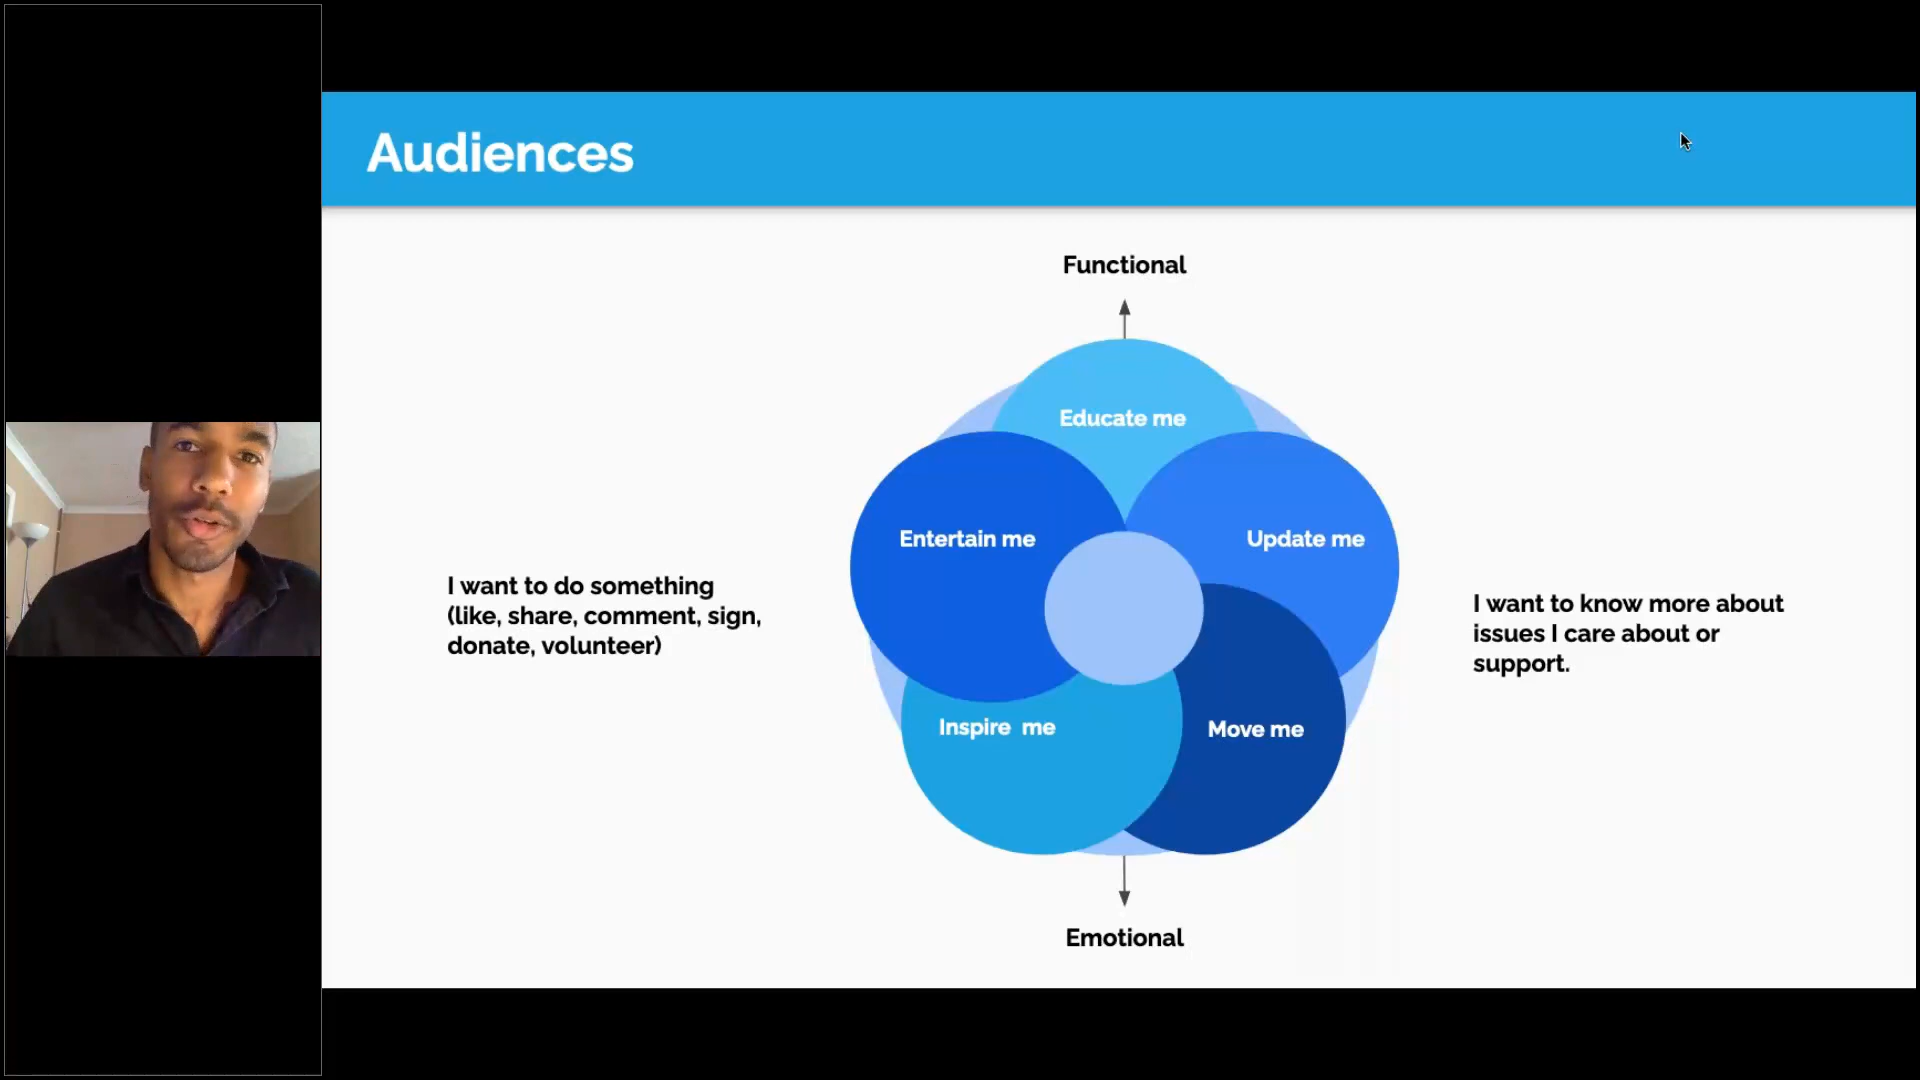 Audiences
Functional
Educate me
Entertain me
Update me
I want to do something
(like, share, comment, sign,
donate, volunteer)
I want to know more about
issues I care about or
support.
Inspire  me
Move me
Emotional